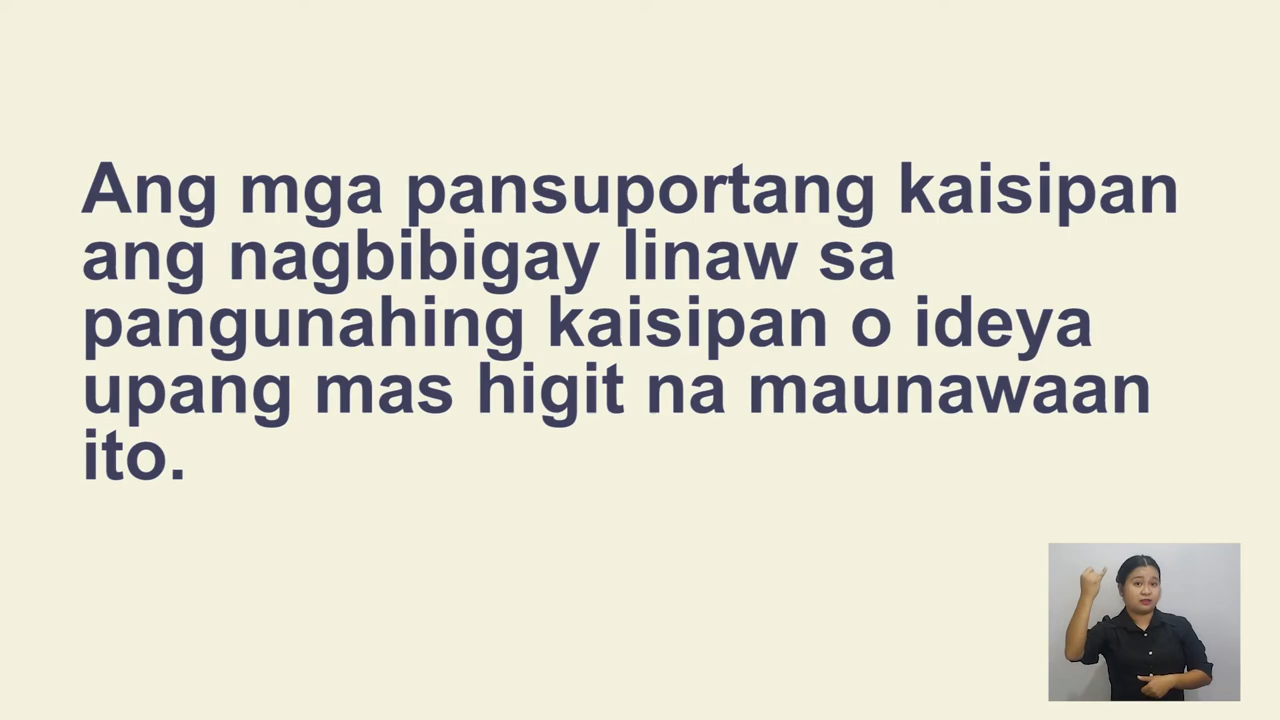 Ang mga pansuportang kaisipan
ang nagbibigay linaw sa
pangunahing kaisipan o ideya
upang mas higit na maunawaan
ito.